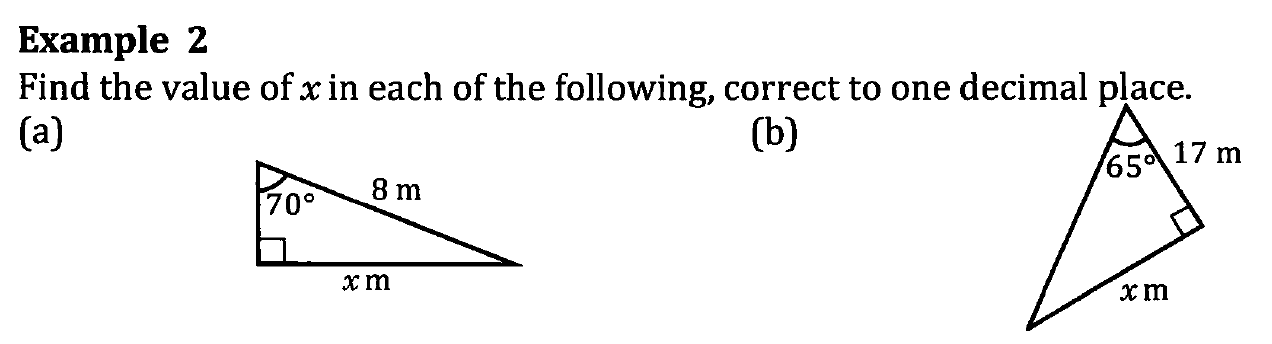 Example 2
Find the value of x in each of the following, correct to one decimal place.
(a)
(b)
70°
8 m
x m
65°
17 m
x m